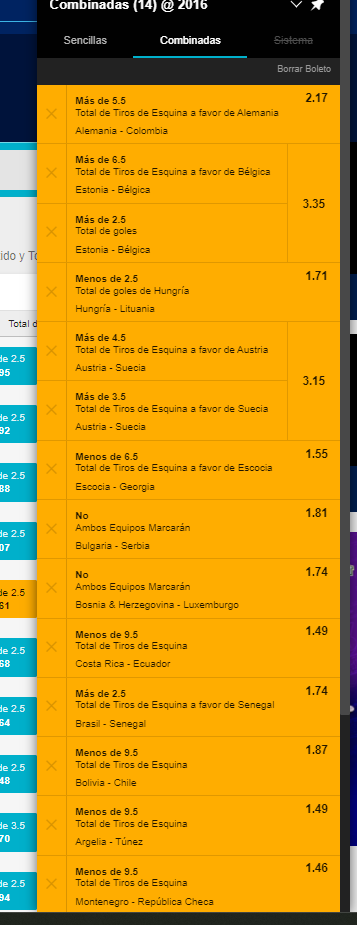 Combinadas (14) @ 2016
Sencillas
Combinadas
Sistema
Borrar Boleto
Más de 5.5
2.17
Total de Tiros de Esquina a favor de Alemania
Alemania - Colombia
Más de 6.5
Total de Tiros de Esquina a favor de Bélgica
Estonia - Bélgica
3.35
Más de 2.5
Total de goles
Estonia - Bélgica
Menos de 2.5
1.71
Total de goles de Hungría
Hungría - Lituania
Más de 4.5
Total de Tiros de Esquina a favor de Austria
Austria - Suecia
3.15
Más de 3.5
Total de Tiros de Esquina a favor de Suecia
Austria - Suecia
Menos de 6.5
1.55
Total de Tiros de Esquina a favor de Escocia
Escocia - Georgia
No
1.81
Ambos Equipos Marcarán
Bulgaria - Serbia
No
1.74
Ambos Equipos Marcarán
Bosnia & Herzegovina - Luxemburgo
Menos de 9.5
1.49
Total de Tiros de Esquina
Costa Rica - Ecuador
Más de 2.5
1.74
Total de Tiros de Esquina a favor de Senegal
Brasil - Senegal
Menos de 9.5
1.87
Total de Tiros de Esquina
Bolivia - Chile
Menos de 9.5
1.49
Total de Tiros de Esquina
Argelia - Túnez
Menos de 9.5
1.46
Total de Tiros de Esquina
Montenegro - República Checa
ido y To
Total d
de 2.5
95
de 2.5
92
de 2.5
88
de 2.5
07
de 2.5
61
de 2.5
68
de 2.5
64
de 2.5
48
de 3.5
70
de 2.5
94